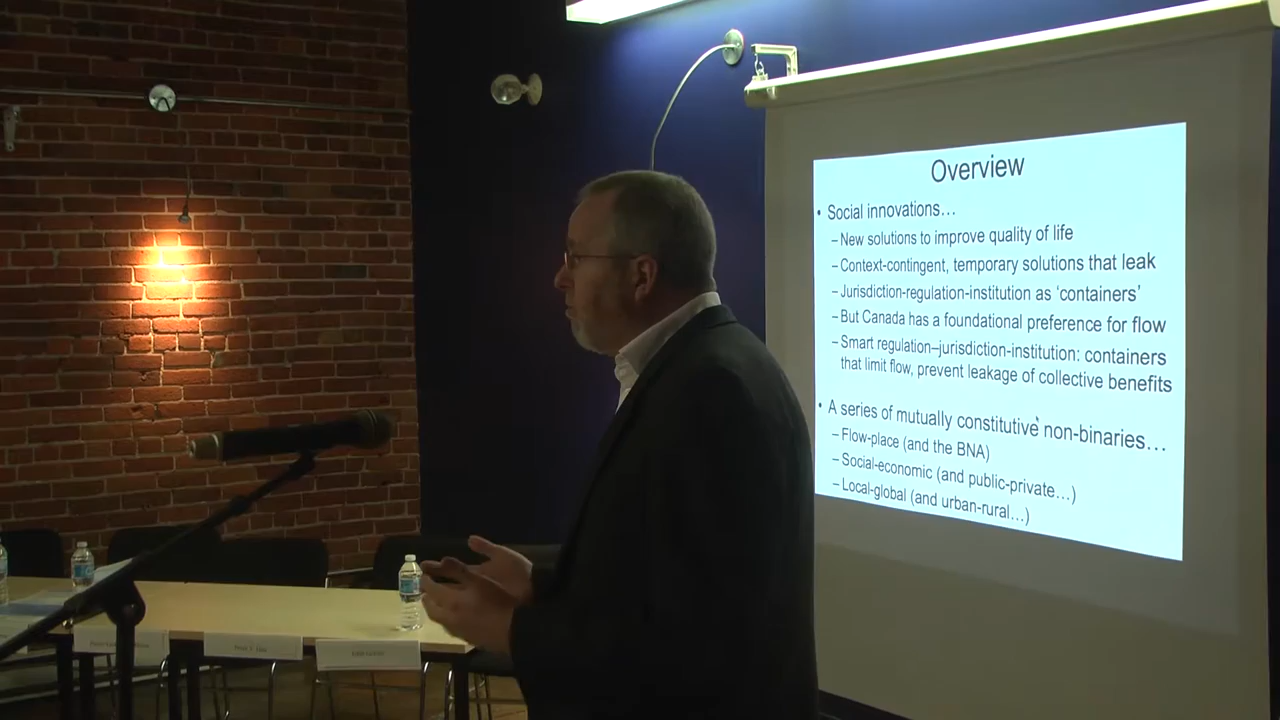 Overview
• Social innovations…
– New solutions to improve quality of life
– Context-contingent, temporary solutions that leak
– Jurisdiction-regulation-institution as ‘containers’
– But Canada has a foundational preference for flow
– Smart regulation–jurisdiction-institution: containers
that limit flow, prevent leakage of collective benefits
• A series of mutually constitutive non-binaries…
– Flow-place (and the BNA)
– Social-economic (and public-private…)
– Local-global (and urban-rural…)